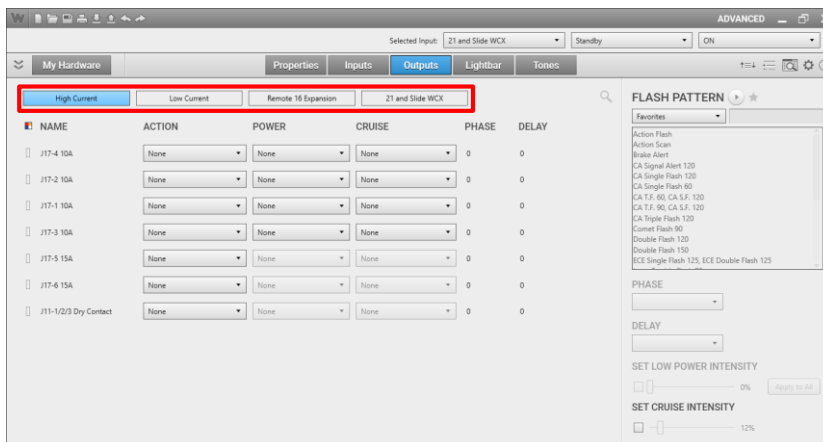 W ADVANCED
Selected Input: 21 and Slide WCX Standby ON
My Hardware Properties Inputs Outputs Lightbar Tones
High Current Low Current Remote 16 Expansion 21 and Slide WCX
FLASH PATTERN
Favorites
NAME ACTION POWER CRUISE PHASE DELAY
J17-4 10A None None None 0 0
J17-2 10A None None None 0 0
J17-1 10A None None None 0 0
J17-3 10A None None None 0 0
J17-5 15A None None None 0 0
J17-6 15A None None None 0 0
J11-1/2/3 Dry Contact None None None 0 0
Action Flash
Action Scan
Brake Alert
CA Signal Alert 120
CA Single Flash 120
CA Single Flash 60
CA T.F. 60, CA S.F. 120
CA T.F. 90, CA S.F. 120
CA Triple Flash 120
Comet Flash 90
Double Flash 120
Double Flash 150
ECE Single Flash 125, ECE Double Flash 125
PHASE
DELAY
SET LOW POWER INTENSITY
0% Apply to All
SET CRUISE INTENSITY
12%